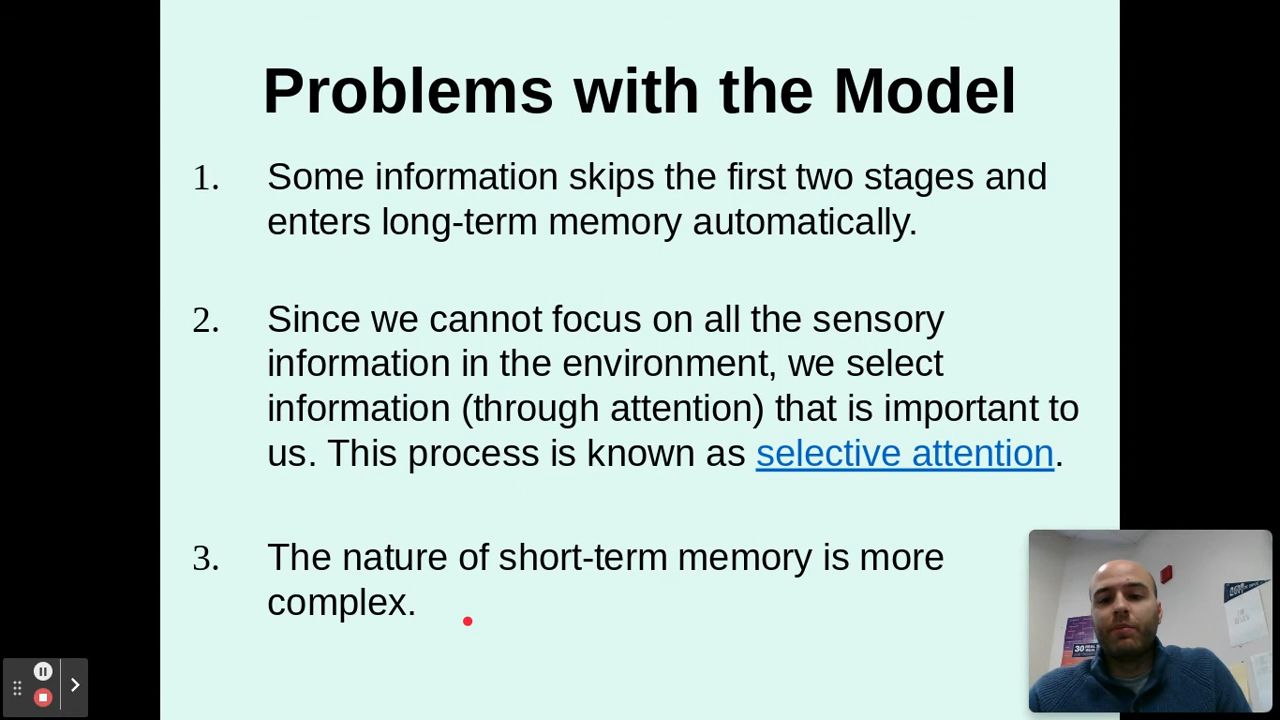 Problems with the Model
1. Some information skips the first two stages and
enters long-term memory automatically.
2. Since we cannot focus on all the sensory
information in the environment, we select
information (through attention) that is important to
us. This process is known as selective attention.
3. The nature of short-term memory is more
complex.
30